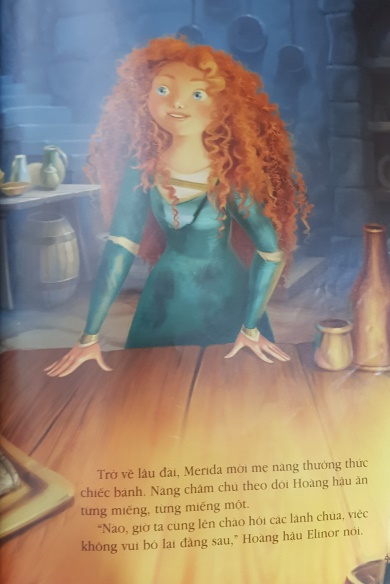 Trở về lâu đài, Merida mời mẹ nàng thưởng thức
chiếc bánh. Nàng chăm chú theo dõi Hoàng hậu ăn
từng miếng, từng miếng một.
“Nào, giờ ta cùng lên chào hỏi các lãnh chúa, việc
không vui bỏ lại đằng sau,” Hoàng hậu Elinor nói.